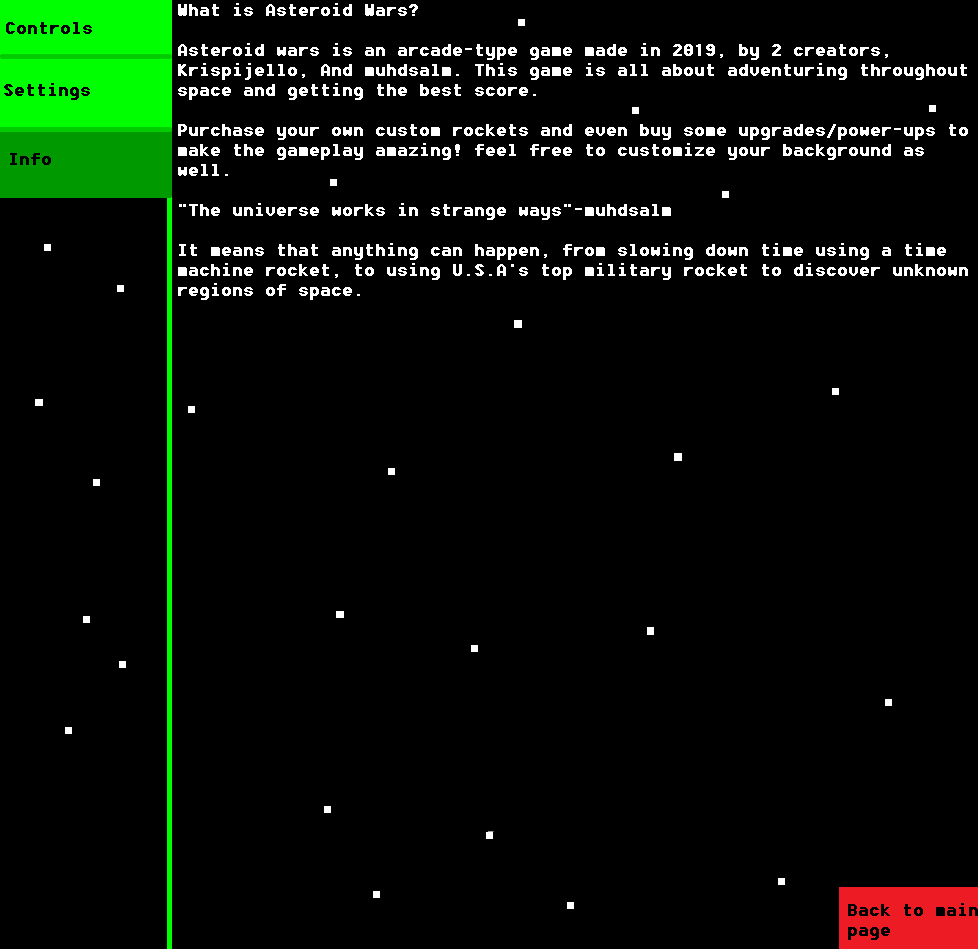 Controls
Settings
Info
What is Asteroid Wars?
Asteroid wars is an arcade-type game made in 2019, by 2 creators,
Krispijello, And muhdsalm. This game is all about adventuring throughout
space and getting the best score.
Purchase your own custom rockets and even buy some upgrades/power-ups to
make the gameplay amazing! feel free to customize your background as
well.
"The universe works in strange ways"-muhdsalm
It means that anything can happen, from slowing down time using a time
machine rocket, to using U.S.A's top military rocket to discover unknown
regions of space.
Back to main
page